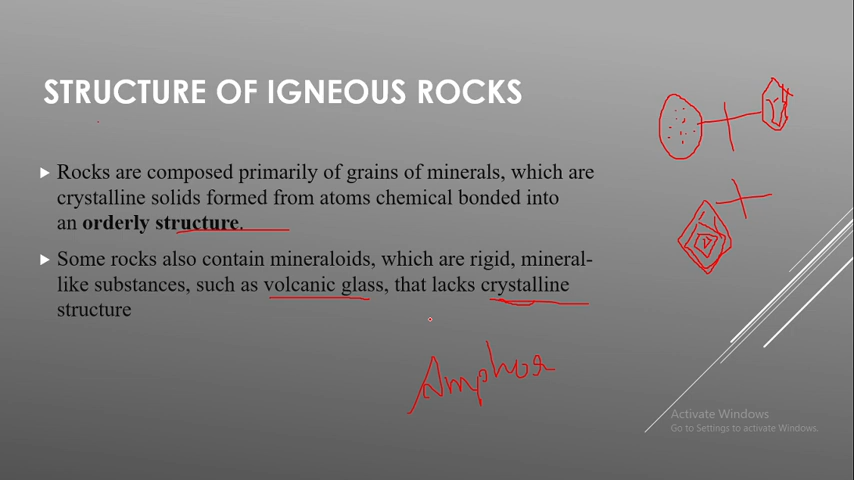 STRUCTURE OF IGNEOUS ROCKS
Rocks are composed primarily of grains of minerals, which are
crystalline solids formed from atoms chemical bonded into
an orderly structure.
Some rocks also contain mineraloids, which are rigid, mineral-
like substances, such as volcanic glass, that lacks crystalline
structure
Amphor
Activate Windows
Go to Settings to activate Windows.